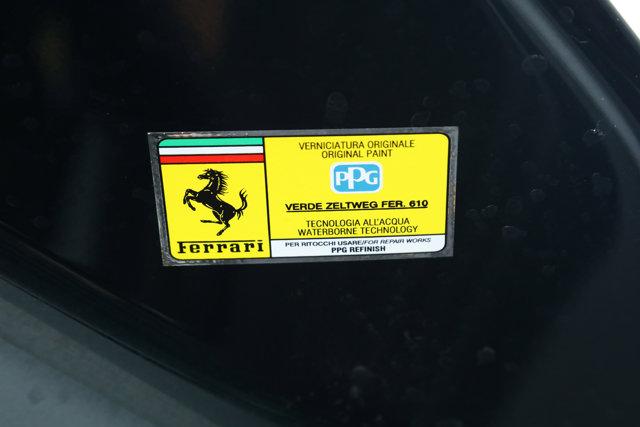 Ferrari
VERNICIATURA ORIGINALE
ORIGINAL PAINT
PPG
VERDE ZELTWEG FER. 610
TECNOLOGIA ALL'ACQUA
WATERBORNE TECHNOLOGY
PER RITOCCHI USARE/FOR REPAIR WORKS
PPG REFINISH